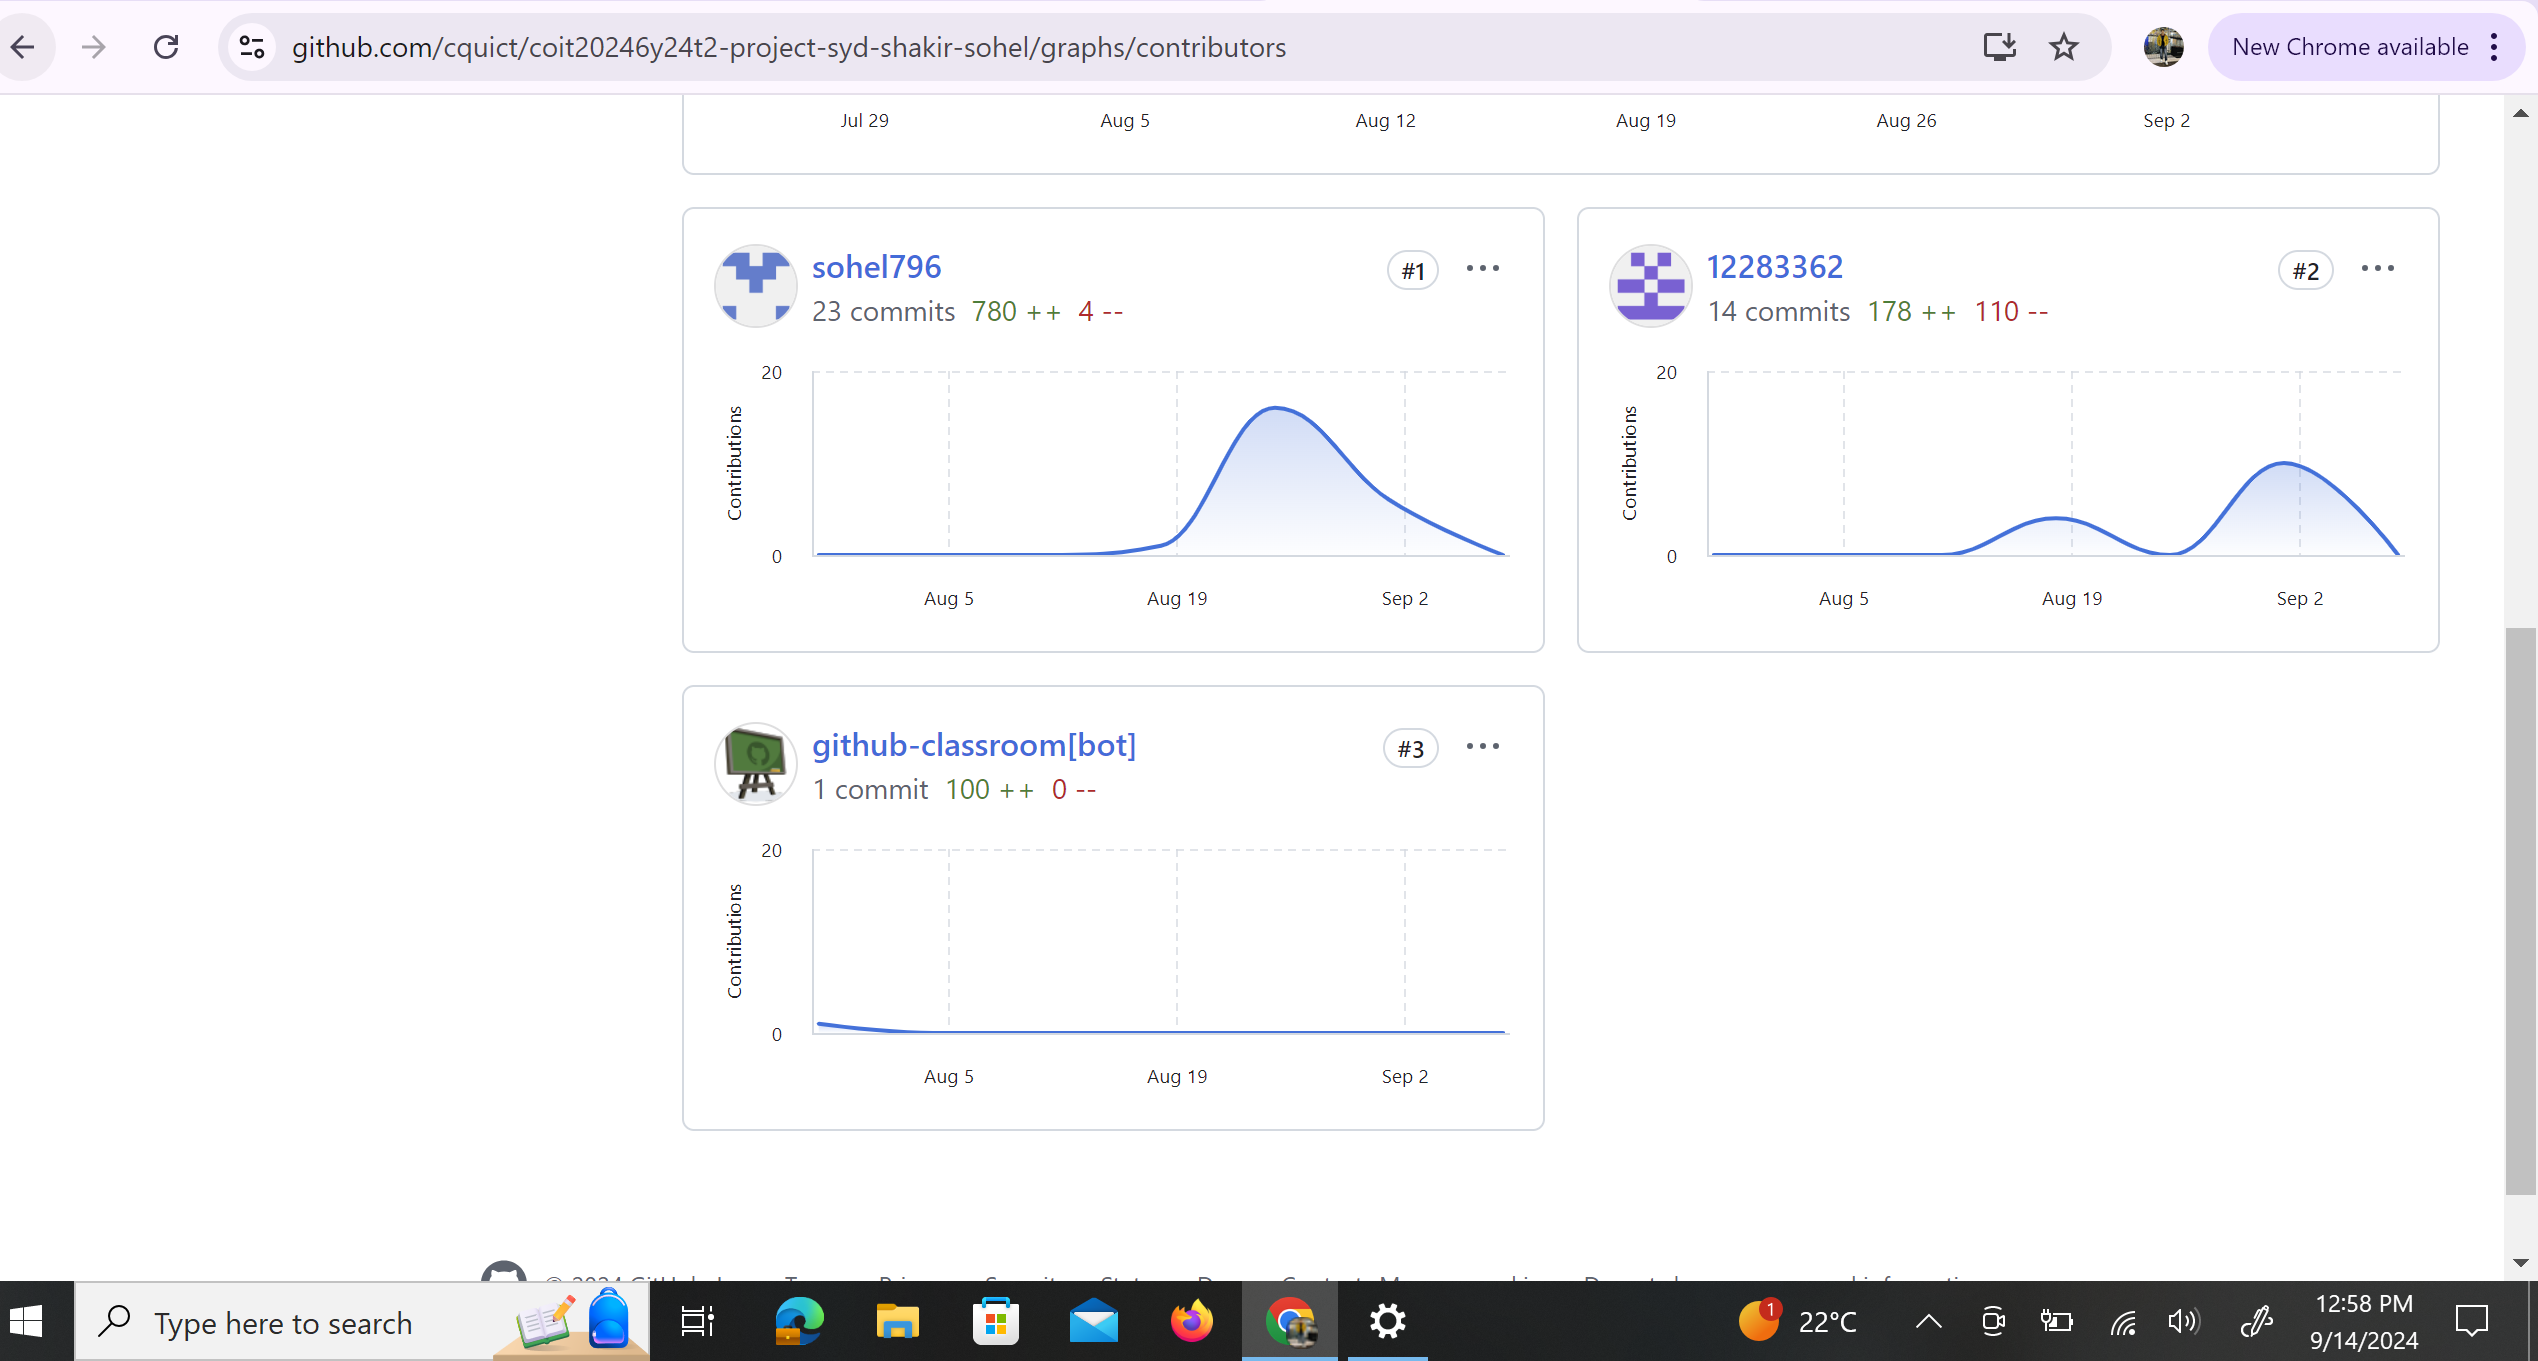 github.com/cquict/coit20246y24t2-project-syd-shakir-sohel/graphs/contributors
New Chrome available
Jul 29 Aug 5 Aug 12 Aug 19 Aug 26 Sep 2
sohel796
#1
23 commits 780 ++ 4 --
20
Contributions
0
Aug 5 Aug 19 Sep 2
12283362
#2
14 commits 178 ++ 110 --
20
Contributions
0
Aug 5 Aug 19 Sep 2
github-classroom[bot]
#3
1 commit 100 ++ 0 --
20
Contributions
0
Aug 5 Aug 19 Sep 2
© 2024 GitHub
Type here to search
1
22°C
12:58 PM
9/14/2024